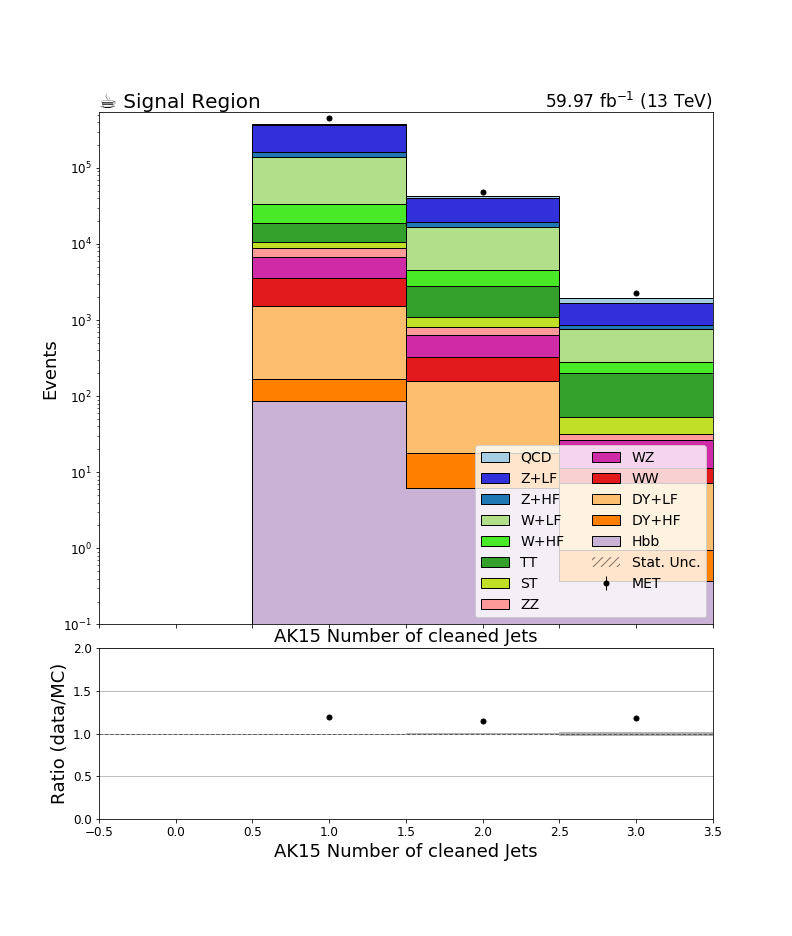 ☕ Signal Region 59.97 fb⁻¹ (13 TeV)
Events
10⁵
10⁴
10³
10²
10¹
10⁰
10⁻¹
QCD
Z+LF
Z+HF
W+LF
W+HF
TT
ST
ZZ
WZ
WW
DY+LF
DY+HF
Hbb
Stat. Unc.
MET
AK15 Number of cleaned Jets
Ratio (data/MC)
2.0
1.5
1.0
0.5
0.0
−0.5 0.0 0.5 1.0 1.5 2.0 2.5 3.0 3.5
AK15 Number of cleaned Jets